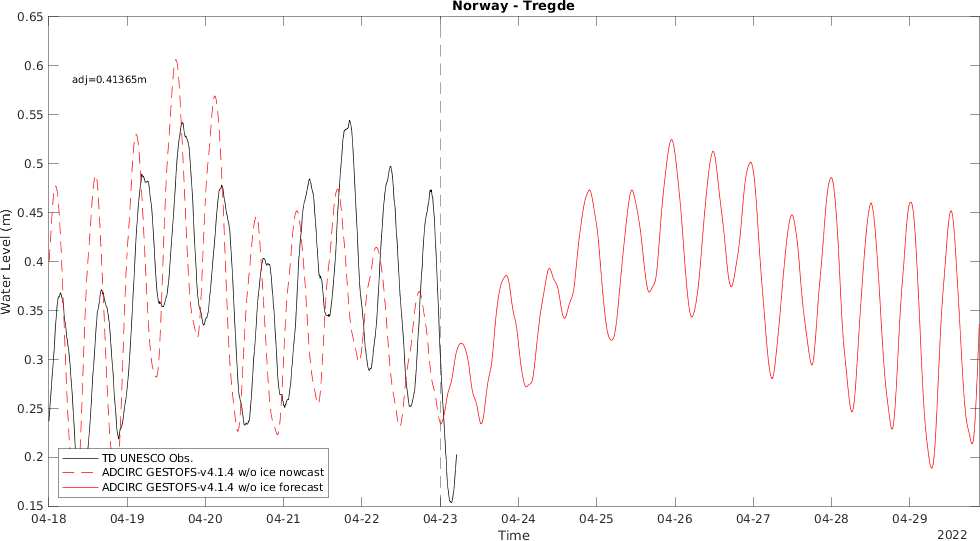 Norway - Tregde
adj=0.41365m
Water Level (m)
0.65
0.6
0.55
0.5
0.45
0.4
0.35
0.3
0.25
0.2
0.15
TD UNESCO Obs.
ADCIRC GESTOFS-v4.1.4 w/o ice nowcast
ADCIRC GESTOFS-v4.1.4 w/o ice forecast
04-18 04-19 04-20 04-21 04-22 04-23 04-24 04-25 04-26 04-27 04-28 04-29
Time
2022